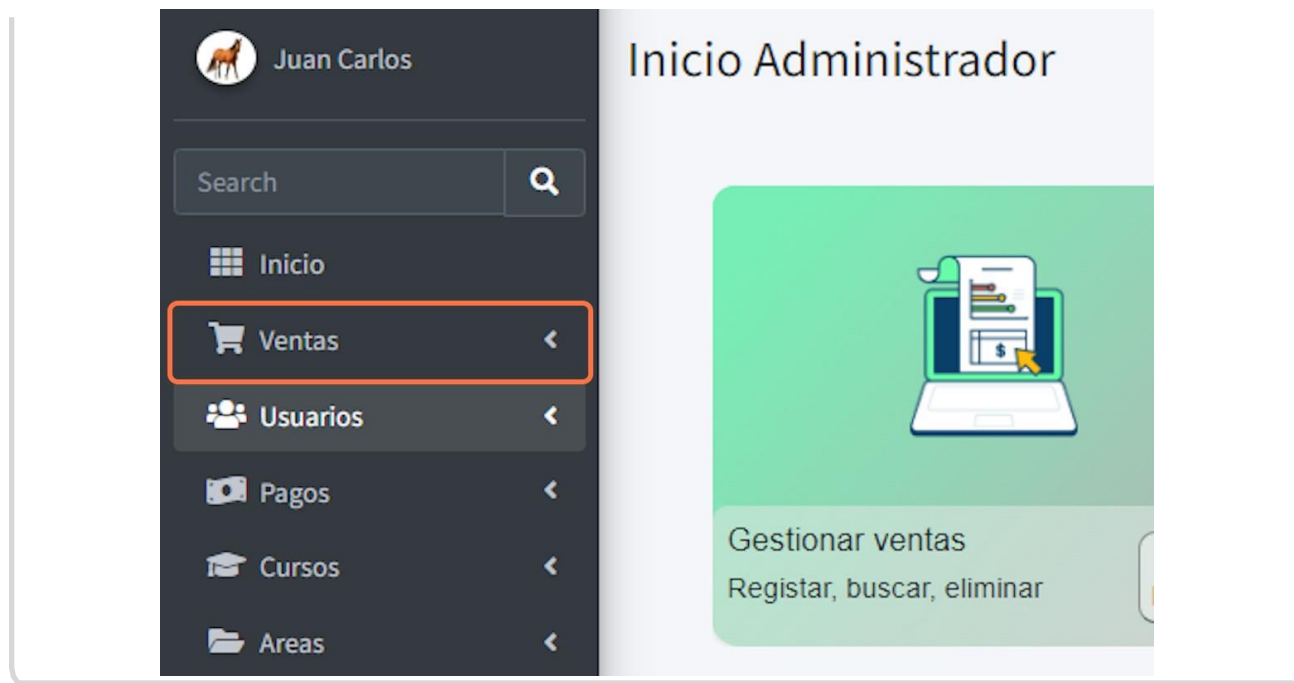 Juan Carlos
Search
Inicio
Ventas
Usuarios
Pagos
Cursos
Areas
Inicio Administrador
$
Gestionar ventas
Registar, buscar, eliminar